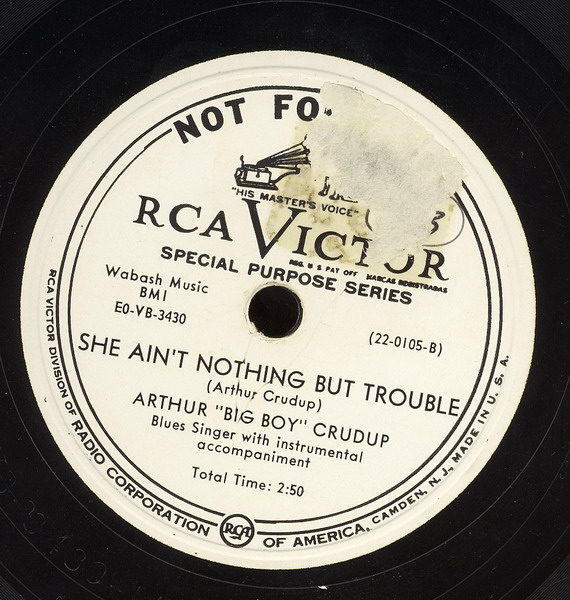 NOT
"HIS MASTER'S VOICE"
RCA VICTOR
REG. U S PAT OFF MARCAS REGISTRADAS
SPECIAL PURPOSE SERIES
Wabash Music
BMI
E0-VB-3430
(22-0105-B)
SHE AIN'T NOTHING BUT TROUBLE
(Arthur Crudup)
ARTHUR "BIG BOY" CRUDUP
Blues Singer with instrumental
accompaniment
Total Time: 2:50
RCA VICTOR DIVISION OF RADIO CORPORATION RCA OF AMERICA, CAMDEN, N. J., MADE IN U. S. A.